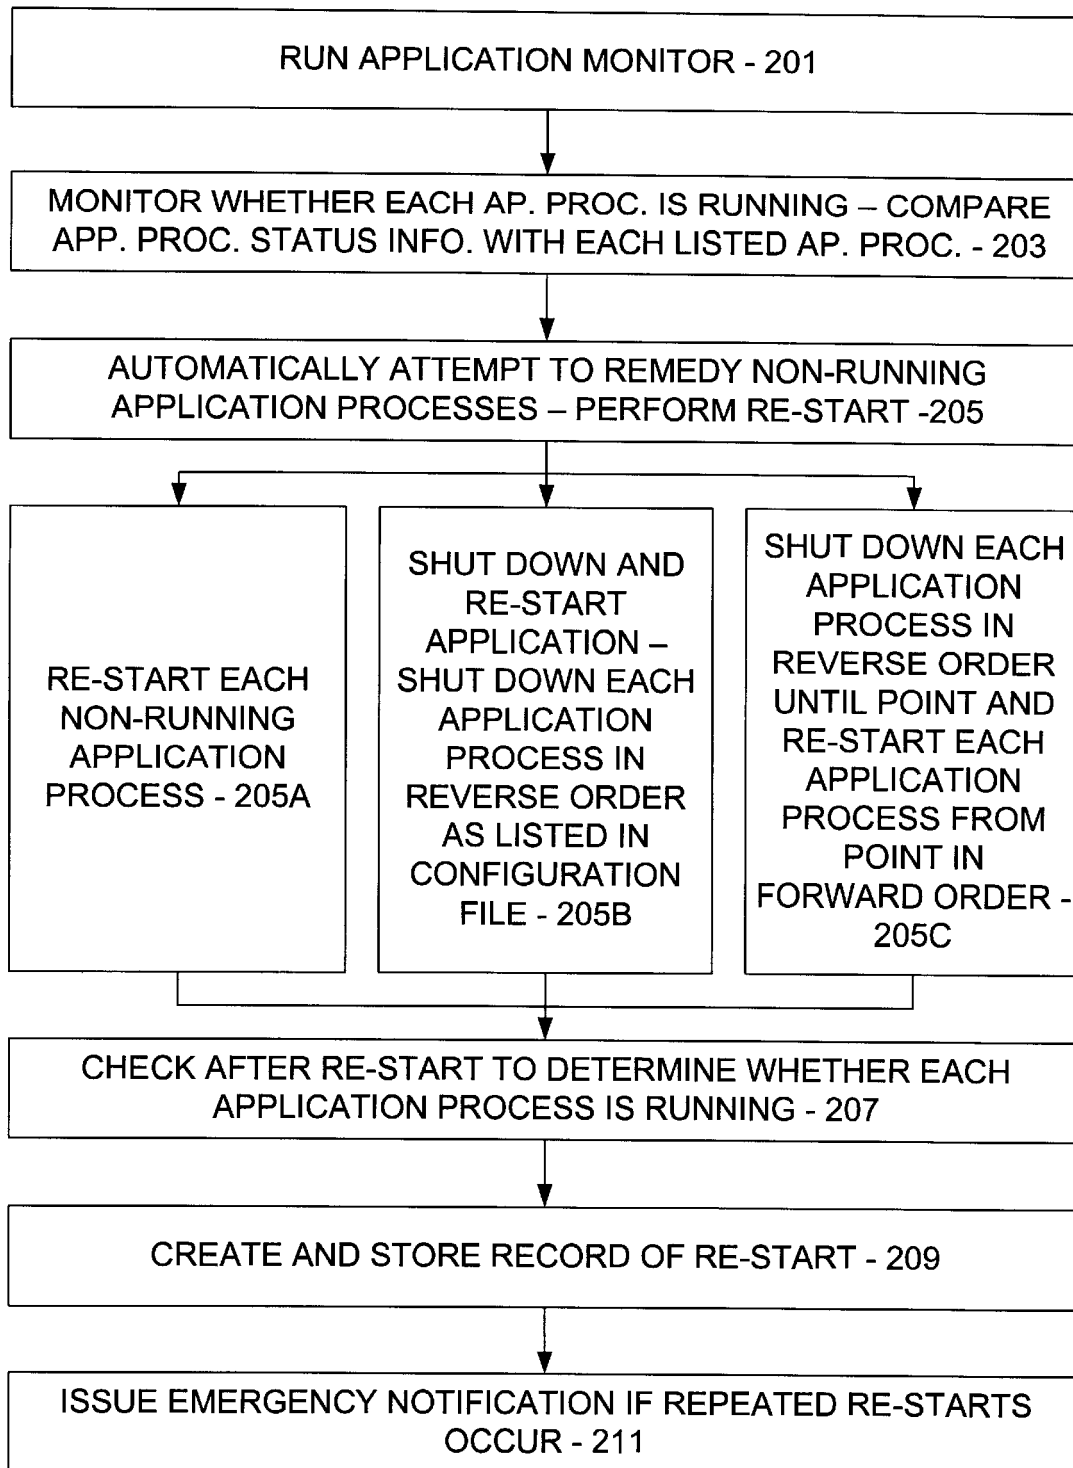 RUN APPLICATION MONITOR - 201
MONITOR WHETHER EACH AP. PROC. IS RUNNING – COMPARE
APP. PROC. STATUS INFO. WITH EACH LISTED AP. PROC. - 203
AUTOMATICALLY ATTEMPT TO REMEDY NON-RUNNING
APPLICATION PROCESSES – PERFORM RE-START -205
RE-START EACH
NON-RUNNING
APPLICATION
PROCESS - 205A
SHUT DOWN AND
RE-START
APPLICATION –
SHUT DOWN EACH
APPLICATION
PROCESS IN
REVERSE ORDER
AS LISTED IN
CONFIGURATION
FILE - 205B
SHUT DOWN EACH
APPLICATION
PROCESS IN
REVERSE ORDER
UNTIL POINT AND
RE-START EACH
APPLICATION
PROCESS FROM
POINT IN
FORWARD ORDER -
205C
CHECK AFTER RE-START TO DETERMINE WHETHER EACH
APPLICATION PROCESS IS RUNNING - 207
CREATE AND STORE RECORD OF RE-START - 209
ISSUE EMERGENCY NOTIFICATION IF REPEATED RE-STARTS
OCCUR - 211